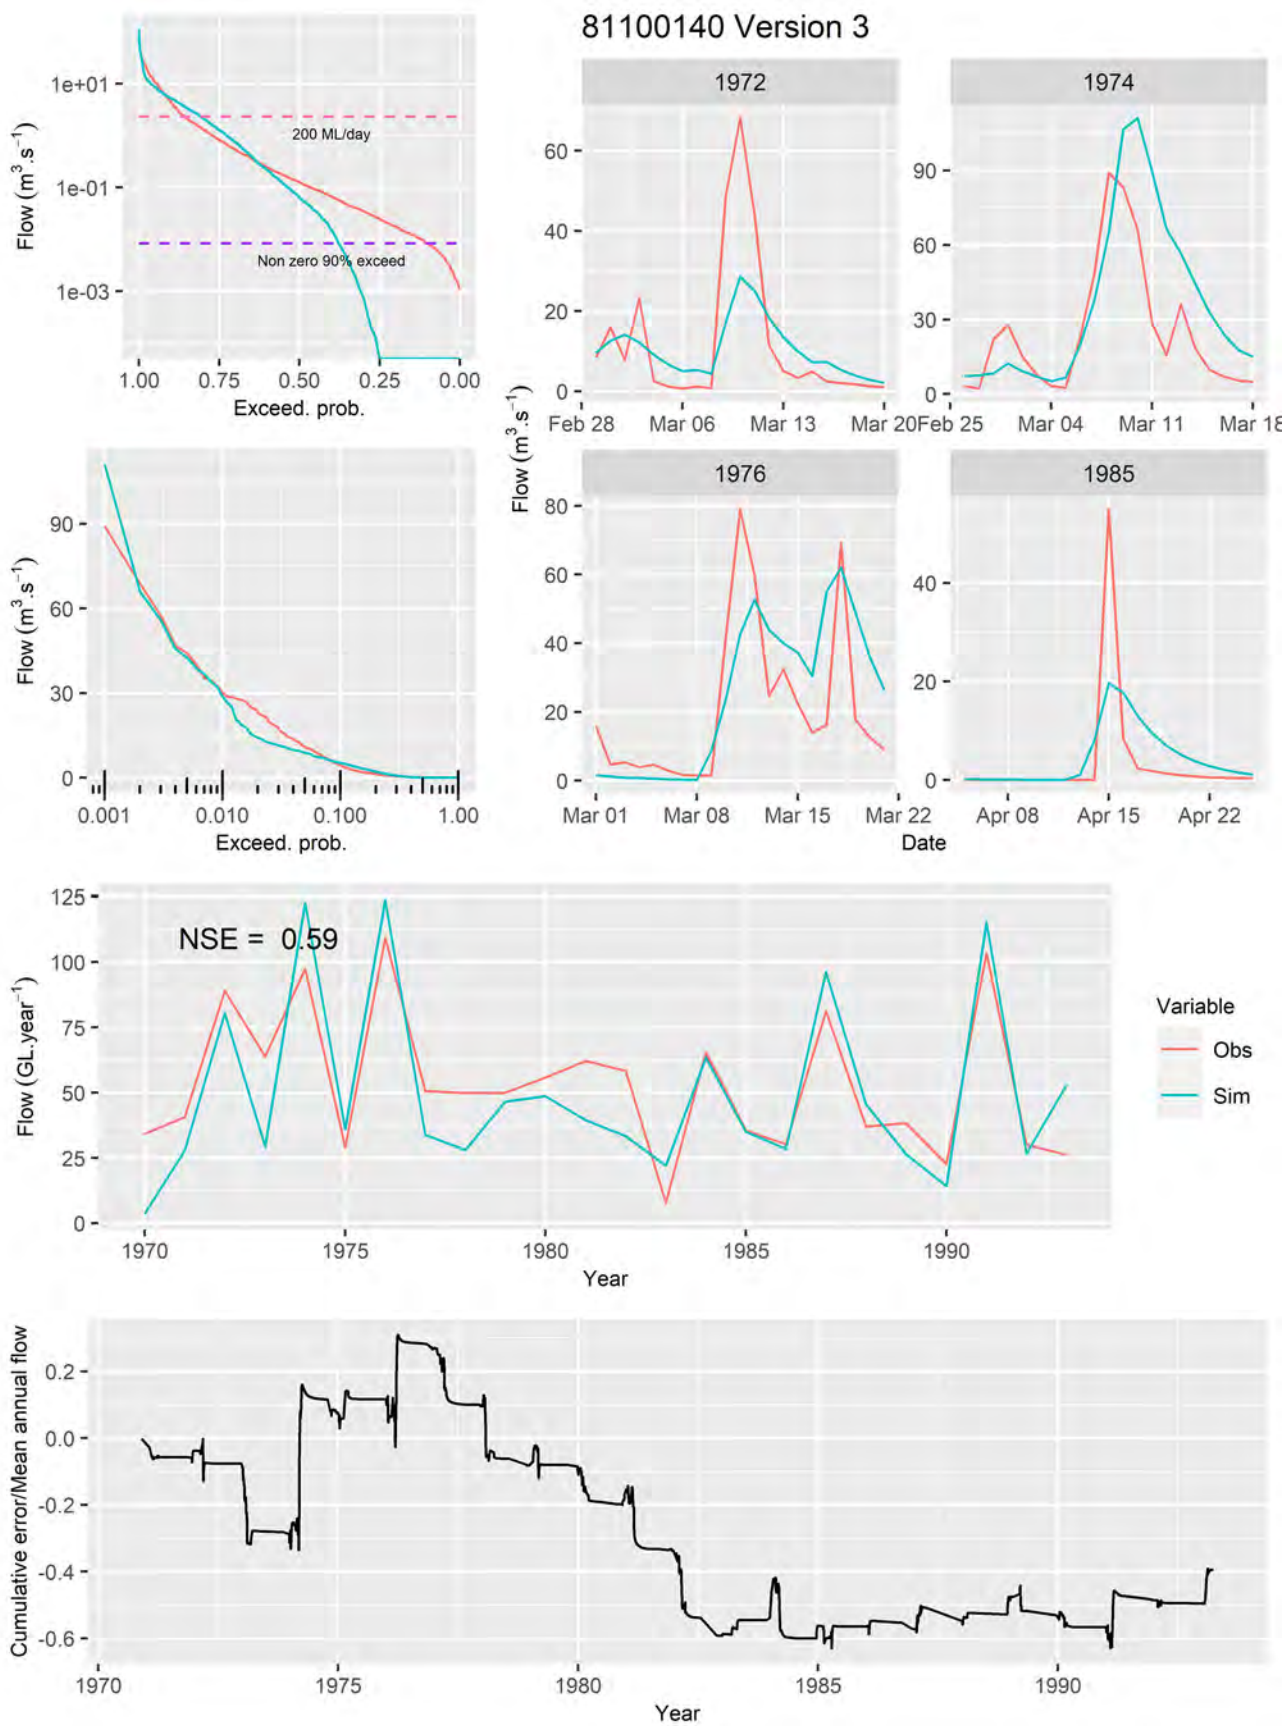 81100140 Version 3
Flow (m³.s⁻¹)
1e+01
1e-01
1e-03
200 ML/day
Non zero 90% exceed
1.00 0.75 0.50 0.25 0.00
Exceed. prob.
Flow (m³.s⁻¹)
90
60
30
0
0.001 0.010 0.100 1.00
Exceed. prob.
Flow (m³.s⁻¹)
1972
60
40
20
0
Feb 28 Mar 06 Mar 13 Mar 20
1974
90
60
30
0
Feb 25 Mar 04 Mar 11 Mar 18
1976
80
60
40
20
0
Mar 01 Mar 08 Mar 15 Mar 22
1985
40
20
0
Apr 08 Apr 15 Apr 22
Date
Flow (GL.year⁻¹)
125
100
75
50
25
0
NSE = 0.59
1970 1975 1980 1985 1990
Year
Variable
Obs
Sim
Cumulative error/Mean annual flow
0.2
0.0
-0.2
-0.4
-0.6
1970 1975 1980 1985 1990
Year